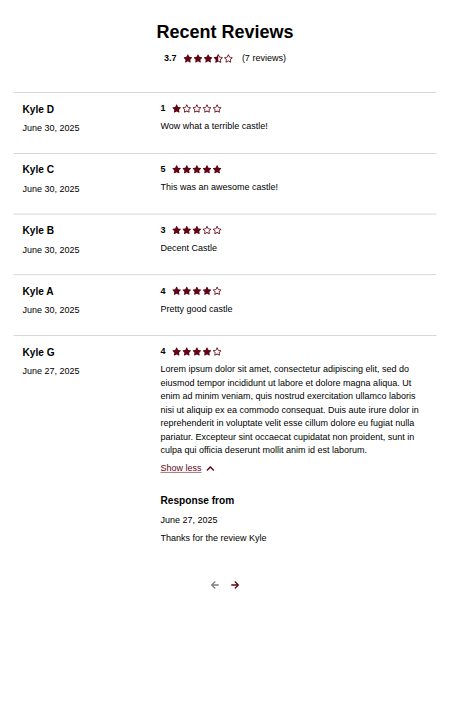 Recent Reviews
3.7 (7 reviews)
Kyle D
June 30, 2025
1
Wow what a terrible castle!
Kyle C
June 30, 2025
5
This was an awesome castle!
Kyle B
June 30, 2025
3
Decent Castle
Kyle A
June 30, 2025
4
Pretty good castle
Kyle G
June 27, 2025
4
Lorem ipsum dolor sit amet, consectetur adipiscing elit, sed do
eiusmod tempor incididunt ut labore et dolore magna aliqua. Ut
enim ad minim veniam, quis nostrud exercitation ullamco laboris
nisi ut aliquip ex ea commodo consequat. Duis aute irure dolor in
reprehenderit in voluptate velit esse cillum dolore eu fugiat nulla
pariatur. Excepteur sint occaecat cupidatat non proident, sunt in
culpa qui officia deserunt mollit anim id est laborum.
Show less
Response from
June 27, 2025
Thanks for the review Kyle